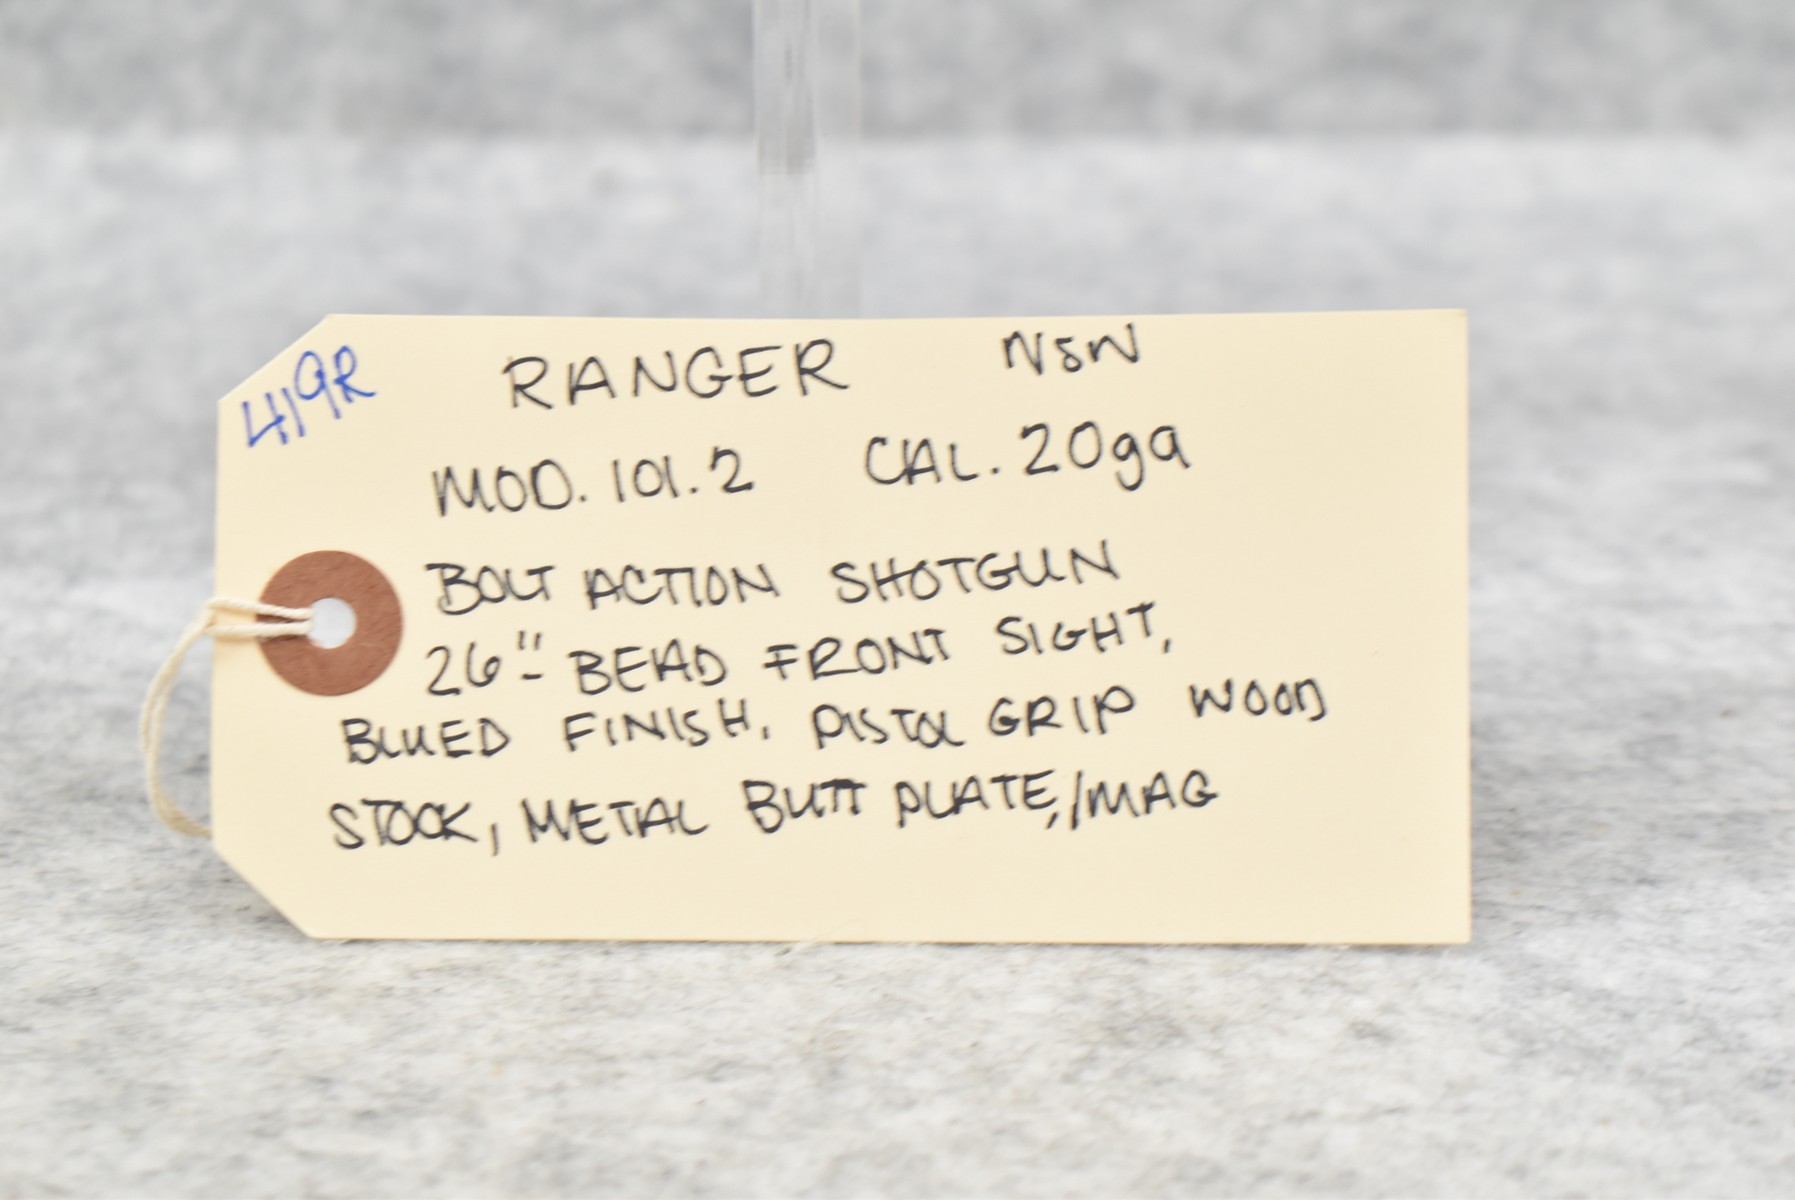 419R
RANGER NSN
MOD. 101.2 CAL. 20ga
BOLT ACTION SHOTGUN
26"- BEAD FRONT SIGHT,
BLUED FINISH, PISTOL GRIP WOOD
STOCK, METAL BUTT PLATE,/MAG